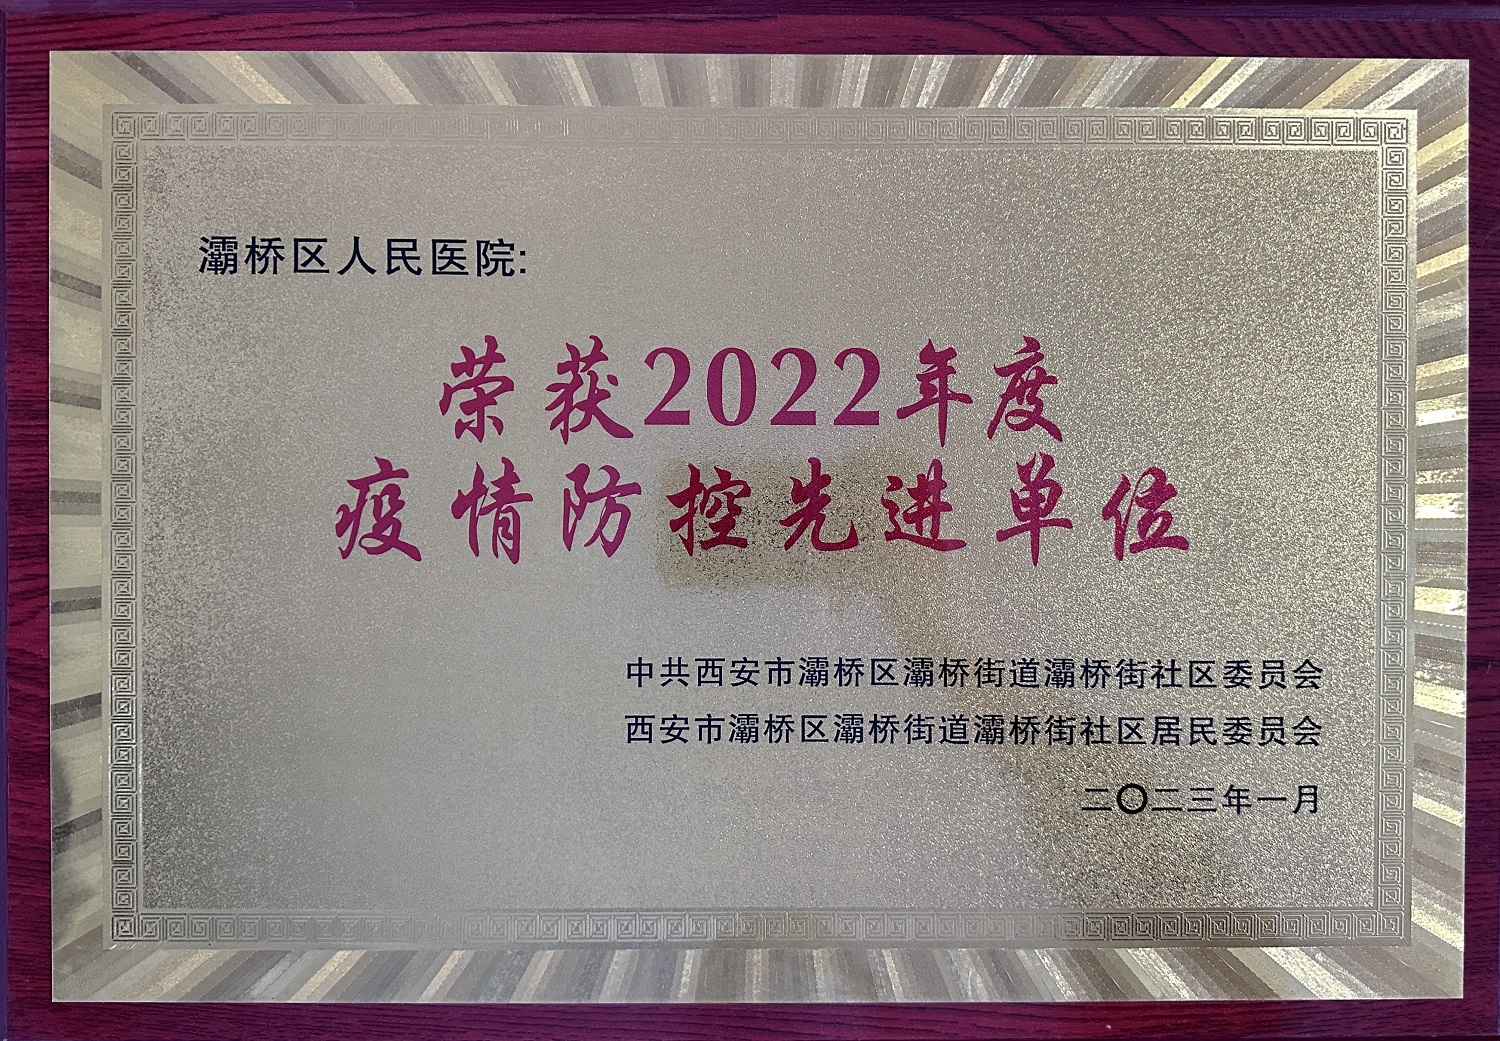 灞桥区人民医院:
荣获2022年度
疫情防控先进单位
中共西安市灞桥区灞桥街道灞桥街社区委员会
西安市灞桥区灞桥街道灞桥街社区居民委员会
二〇二三年一月